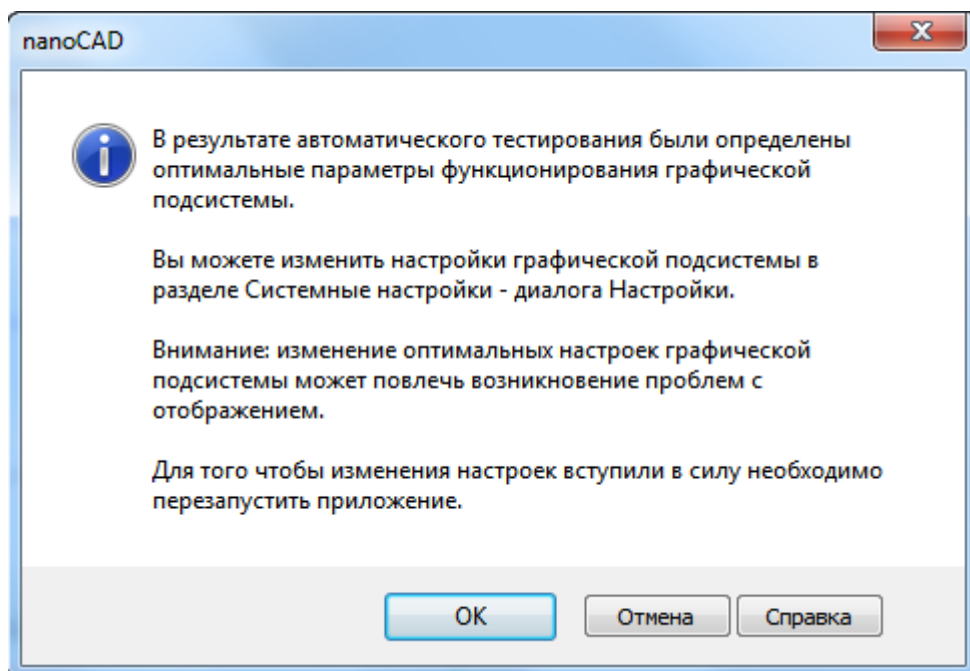 nanoCAD
В результате автоматического тестирования были определены
оптимальные параметры функционирования графической
подсистемы.
Вы можете изменить настройки графической подсистемы в
разделе Системные настройки - диалога Настройки.
Внимание: изменение оптимальных настроек графической
подсистемы может повлечь возникновение проблем с
отображением.
Для того чтобы изменения настроек вступили в силу необходимо
перезапустить приложение.
OK
Отмена
Справка